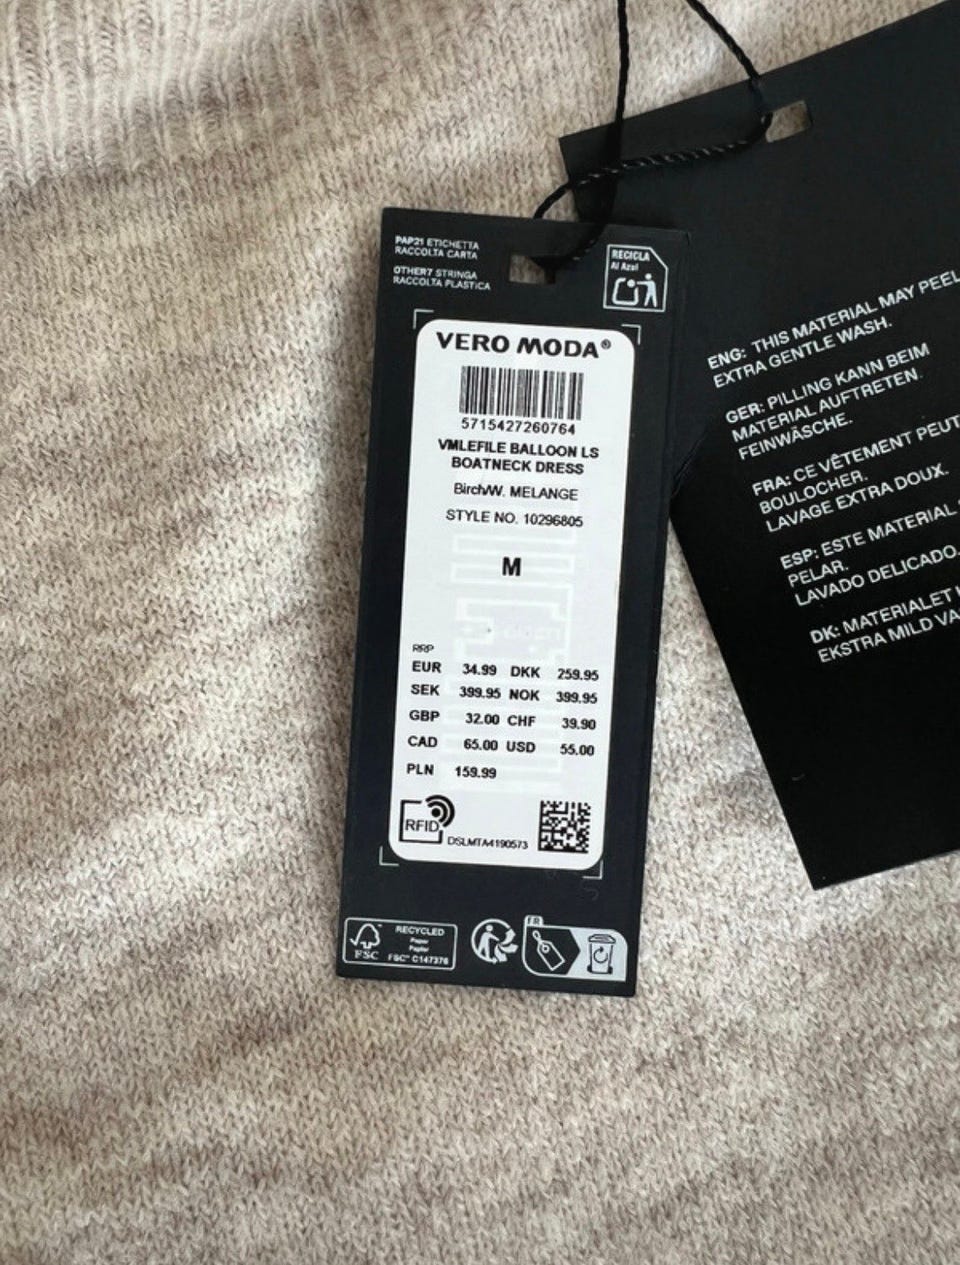 PAP21 ETICHETTA
RACCOLTA CARTA
OTHER7 STRINGA
RACCOLTA PLASTICA
RECICLA
Al Azul
VERO MODA®
5715427260764
VMLEFILE BALLOON LS
BOATNECK DRESS
Birch/W. MELANGE
STYLE NO. 10296805
M
RRP
EUR 34.99 DKK 259.95
SEK 399.95 NOK 399.95
GBP 32.00 CHF 39.90
CAD 65.00 USD 55.00
PLN 159.99
RFID
DSLMTA4190573
FSC
RECYCLED
Paper
Papier
FSC™ C147376
FR
ENG: THIS MATERIAL MAY PEEL
EXTRA GENTLE WASH.
GER: PILLING KANN BEIM
MATERIAL AUFTRETEN.
FEINWÄSCHE.
FRA: CE VÊTEMENT PEUT
BOULOCHER.
LAVAGE EXTRA DOUX.
ESP: ESTE MATERIAL
PELAR.
LAVADO DELICADO.
DK: MATERIALET
EKSTRA MILD VA